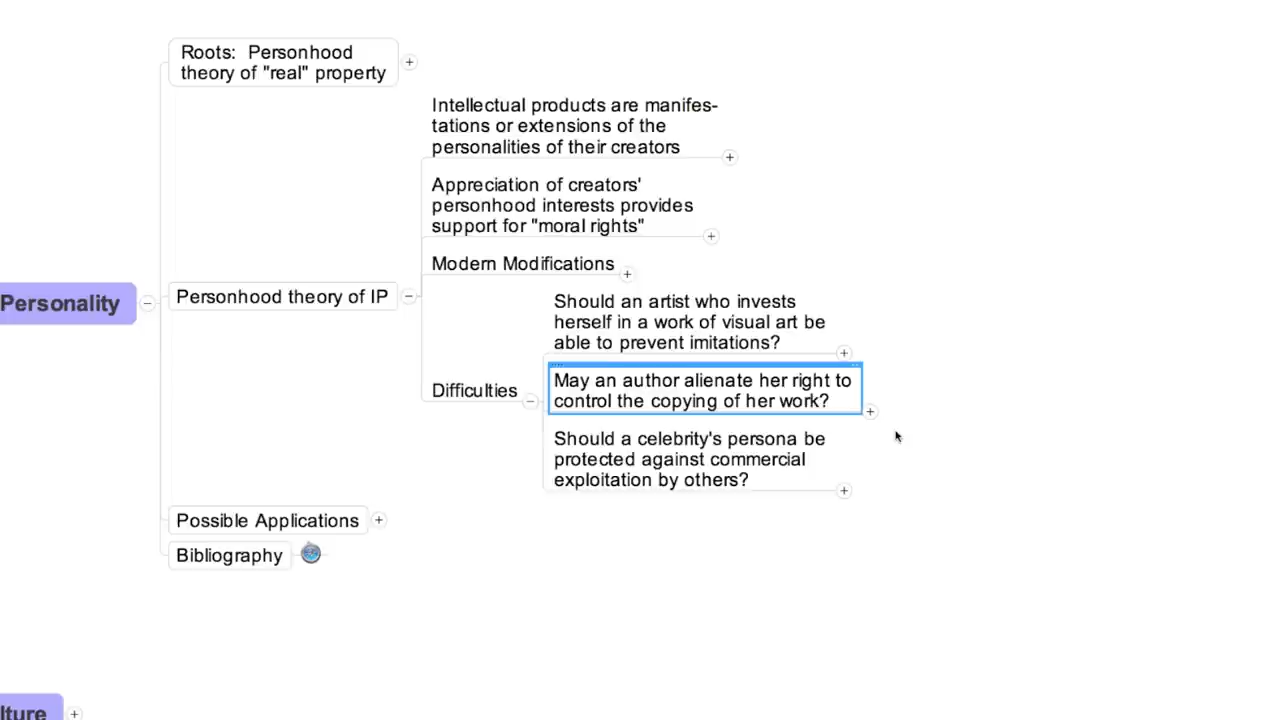 Roots:  Personhood
theory of "real" property
Intellectual products are manifes-
tations or extensions of the
personalities of their creators
Appreciation of creators'
personhood interests provides
support for "moral rights"
Modern Modifications
Personality
Personhood theory of IP
Should an artist who invests
herself in a work of visual art be
able to prevent imitations?
Difficulties
May an author alienate her right to
control the copying of her work?
Should a celebrity's persona be
protected against commercial
exploitation by others?
Possible Applications
Bibliography
lture